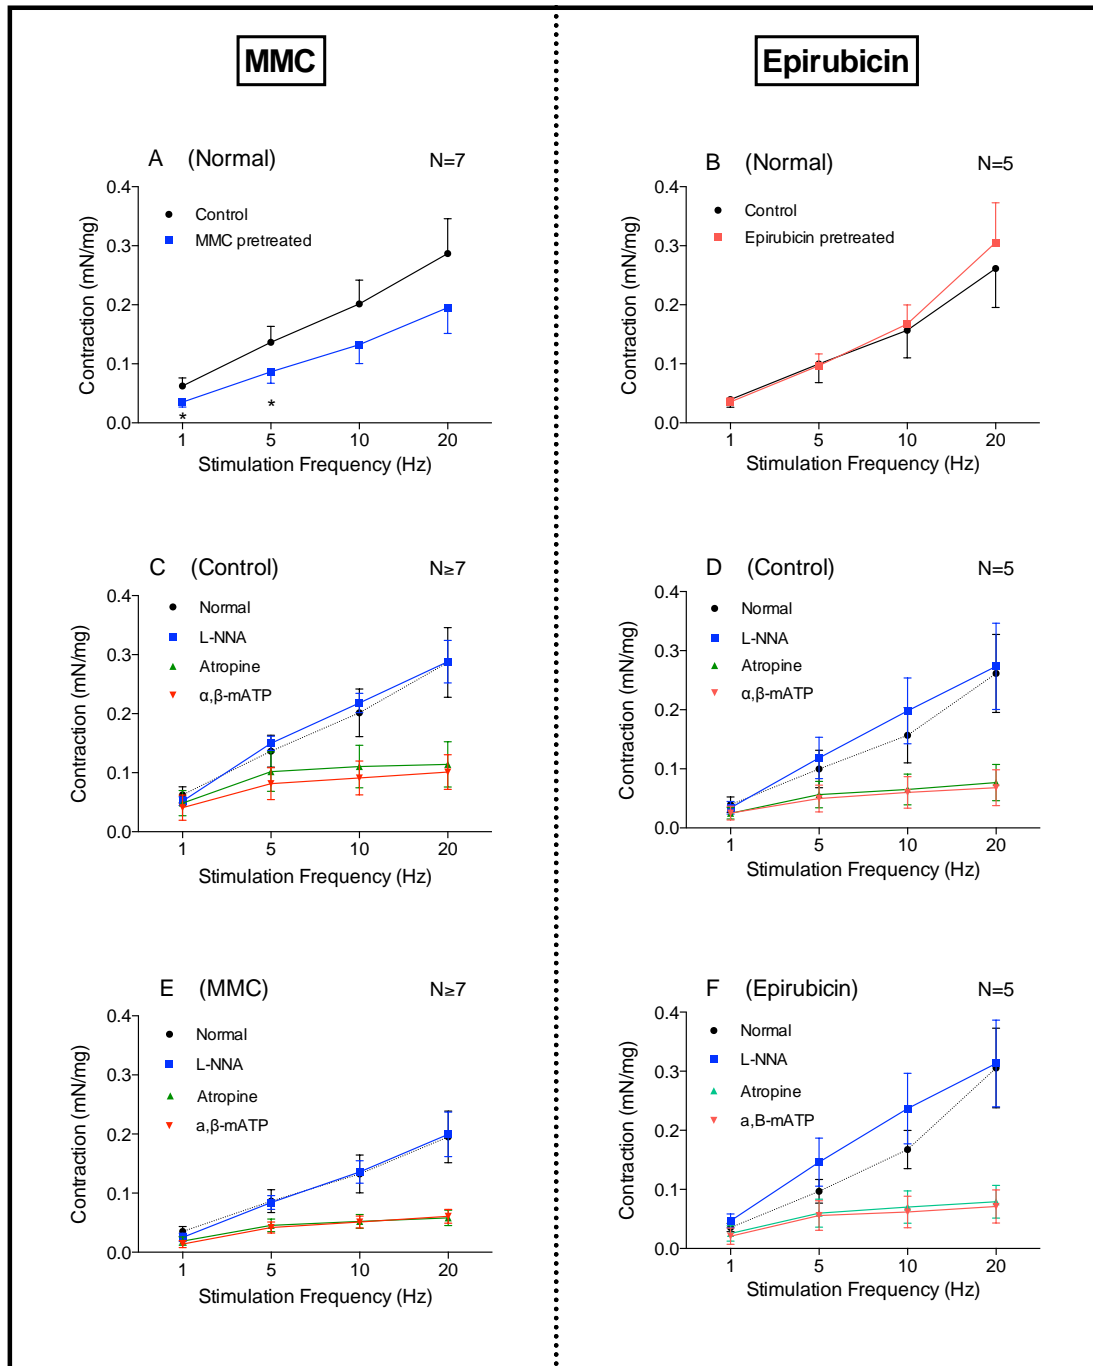 MMC
Epirubicin
A (Normal) N=7
Contraction (mN/mg)
0.4
0.3
0.2
0.1
0.0
Control
MMC pretreated
* *
1 5 10 20
Stimulation Frequency (Hz)
B (Normal) N=5
Contraction (mN/mg)
0.4
0.3
0.2
0.1
0.0
Control
Epirubicin pretreated
1 5 10 20
Stimulation Frequency (Hz)
C (Control) N≥7
Contraction (mN/mg)
0.4
0.3
0.2
0.1
0.0
Normal
L-NNA
Atropine
α,β-mATP
1 5 10 20
Stimulation Frequency (Hz)
D (Control) N=5
Contraction (mN/mg)
0.4
0.3
0.2
0.1
0.0
Normal
L-NNA
Atropine
α,β-mATP
1 5 10 20
Stimulation Frequency (Hz)
E (MMC) N≥7
Contraction (mN/mg)
0.4
0.3
0.2
0.1
0.0
Normal
L-NNA
Atropine
a,β-mATP
1 5 10 20
Stimulation Frequency (Hz)
F (Epirubicin) N=5
Contraction (mN/mg)
0.4
0.3
0.2
0.1
0.0
Normal
L-NNA
Atropine
a,B-mATP
1 5 10 20
Stimulation Frequency (Hz)